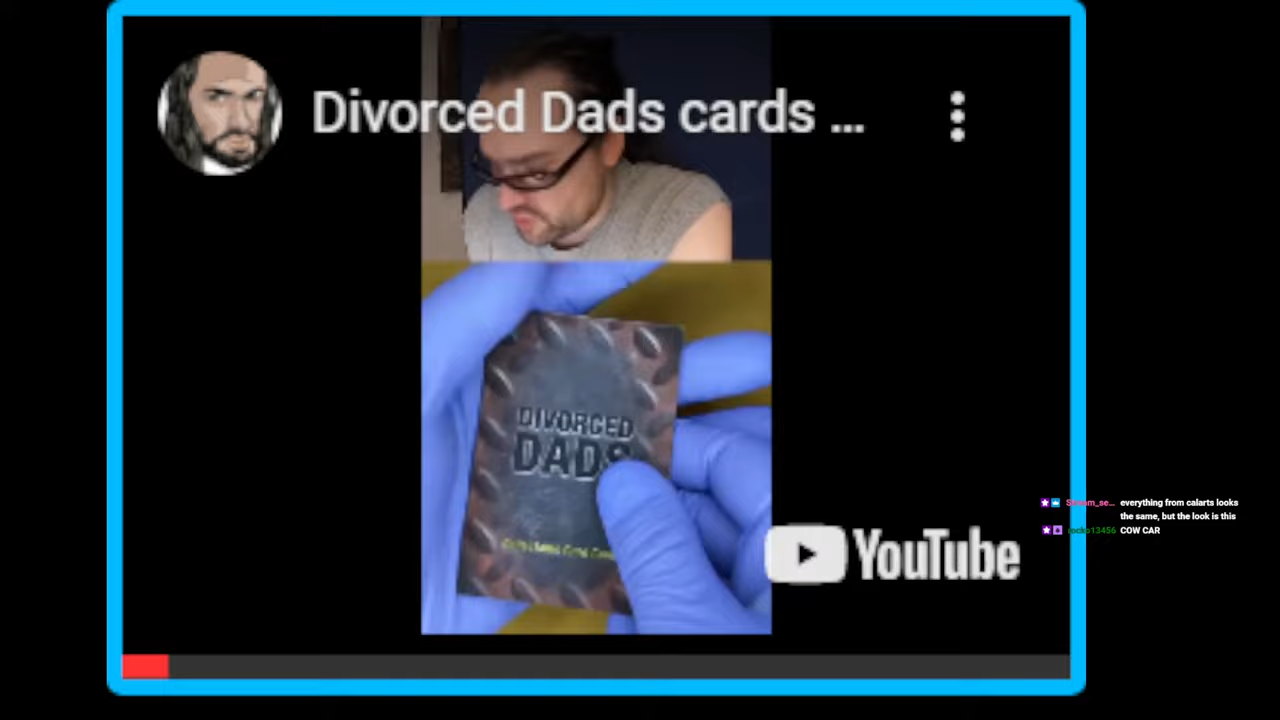 Divorced Dads cards ...
DIVORCED
DADS
YouTube
everything from calarts looks
the same, but the look is this
COW CAR